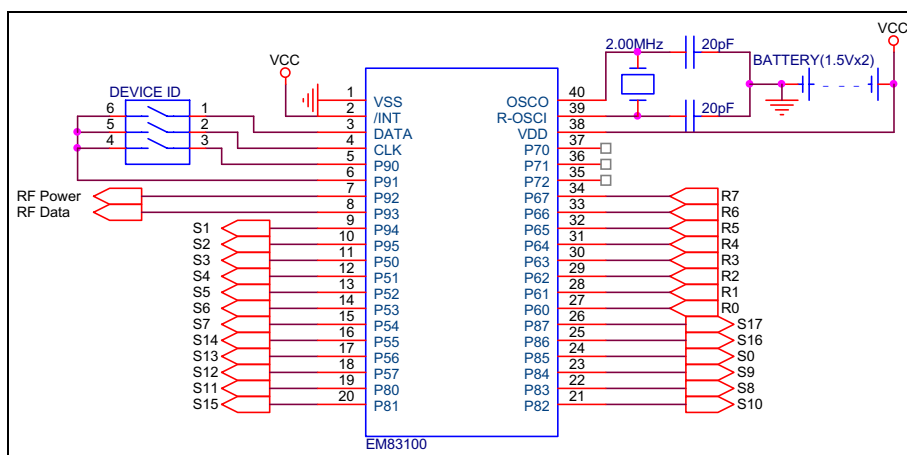 2.00MHz 20pF VCC
BATTERY(1.5Vx2)
VCC
DEVICE ID
6 1
5 2
4 3
20pF
1 VSS OSCO 40
2 /INT R-OSCI 39
3 DATA VDD 38
4 CLK P70 37
5 P90 P71 36
6 P91 P72 35
RF Power 7 P92 P67 34 R7
RF Data 8 P93 P66 33 R6
S1 9 P94 P65 32 R5
S2 10 P95 P64 31 R4
S3 11 P50 P63 30 R3
S4 12 P51 P62 29 R2
S5 13 P52 P61 28 R1
S6 14 P53 P60 27 R0
S7 15 P54 P87 26 S17
S14 16 P55 P86 25 S16
S13 17 P56 P85 24 S0
S12 18 P57 P84 23 S9
S11 19 P80 P83 22 S8
S15 20 P81 P82 21 S10
EM83100